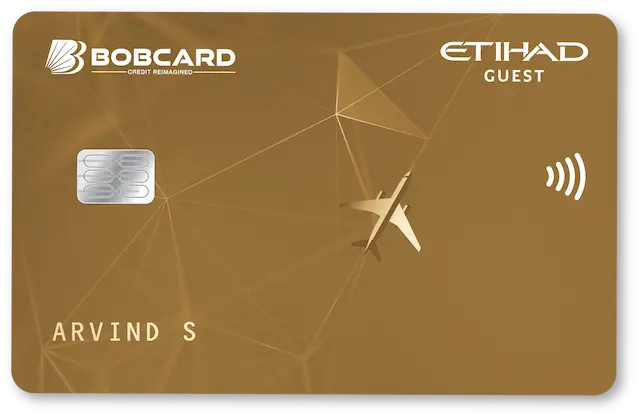 BOBCARD
CREDIT REIMAGINED
ETIHAD
GUEST
ARVIND S